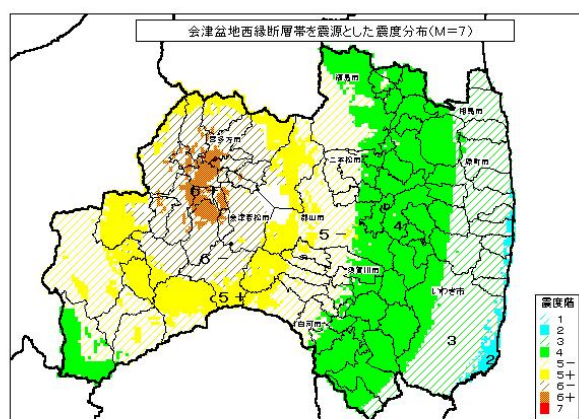 会津盆地西縁断層帯を震源とした震度分布(M=7)
福島市
相馬市
喜多方市
二本松市
原町市
6+
会津若松市
郡山市
5-
4
6-
須賀川市
5+
いわき市
白河市
3
2
震度階
1
2
3
4
5-
5+
6-
6+
7